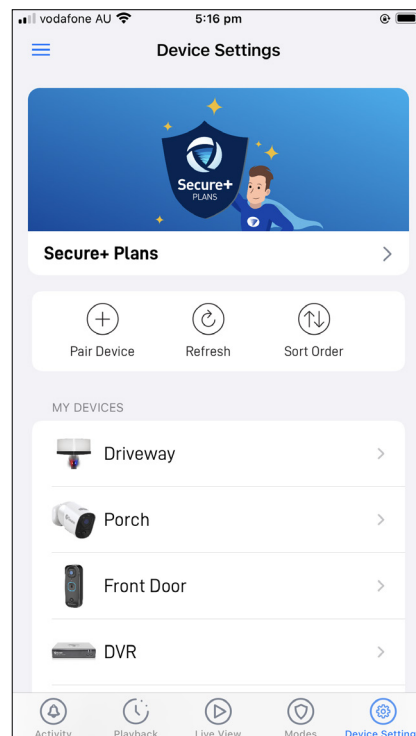 vodafone AU 5:16 pm
Device Settings
Secure+
PLANS
Secure+ Plans
Pair Device Refresh Sort Order
MY DEVICES
Driveway
Porch
Front Door
DVR
Activity Playback Live View Modes Device Setting